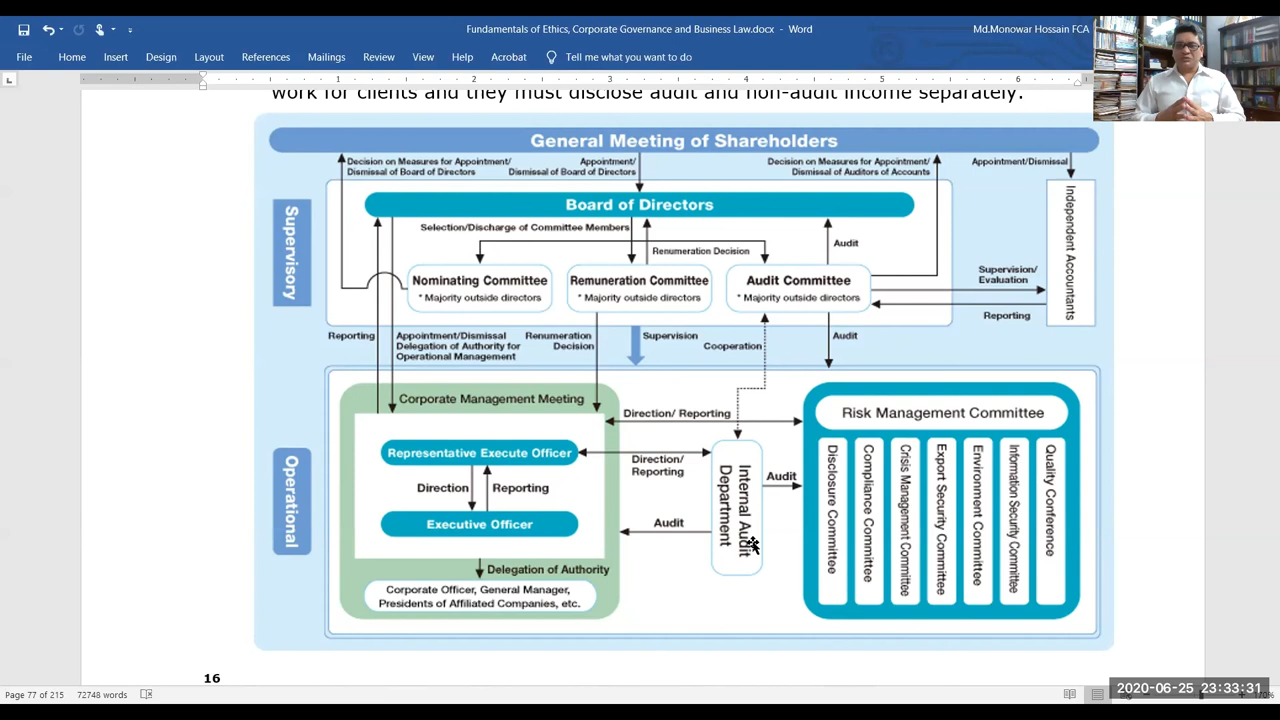 Fundamentals of Ethics, Corporate Governance and Business Law.docx - Word
Md.Monowar Hossain FCA
File Home Insert Design Layout References Mailings Review View Help Acrobat Tell me what you want to do
1 2 3 4 5 6
work for clients and they must disclose audit and non-audit income separately.
General Meeting of Shareholders
Decision on Measures for Appointment/
Dismissal of Board of Directors
Appointment/
Dismissal of Board of Directors
Decision on Measures for Appointment/
Dismissal of Auditors of Accounts
Appointment/Dismissal
Supervisory
Board of Directors
Independent Accountants
Selection/Discharge of Committee Members
Renumeration Decision
Audit
Nominating Committee
* Majority outside directors
Remuneration Committee
* Majority outside directors
Audit Committee
* Majority outside directors
Supervision/
Evaluation
Reporting
Reporting
Appointment/Dismissal
Delegation of Authority for
Operational Management
Renumeration
Decision
Supervision
Cooperation
Audit
Operational
Corporate Management Meeting
Direction/ Reporting
Risk Management Committee
Representative Execute Officer
Direction/
Reporting
Direction
Reporting
Executive Officer
Internal Audit
Department
Audit
Audit
Disclosure Committee
Compliance Committee
Crisis Management Committee
Export Security Committee
Environment Committee
Information Security Committee
Quality Conference
Delegation of Authority
Corporate Officer, General Manager,
Presidents of Affiliated Companies, etc.
16
Page 77 of 215 72748 words
2020-06-25 23:33:31